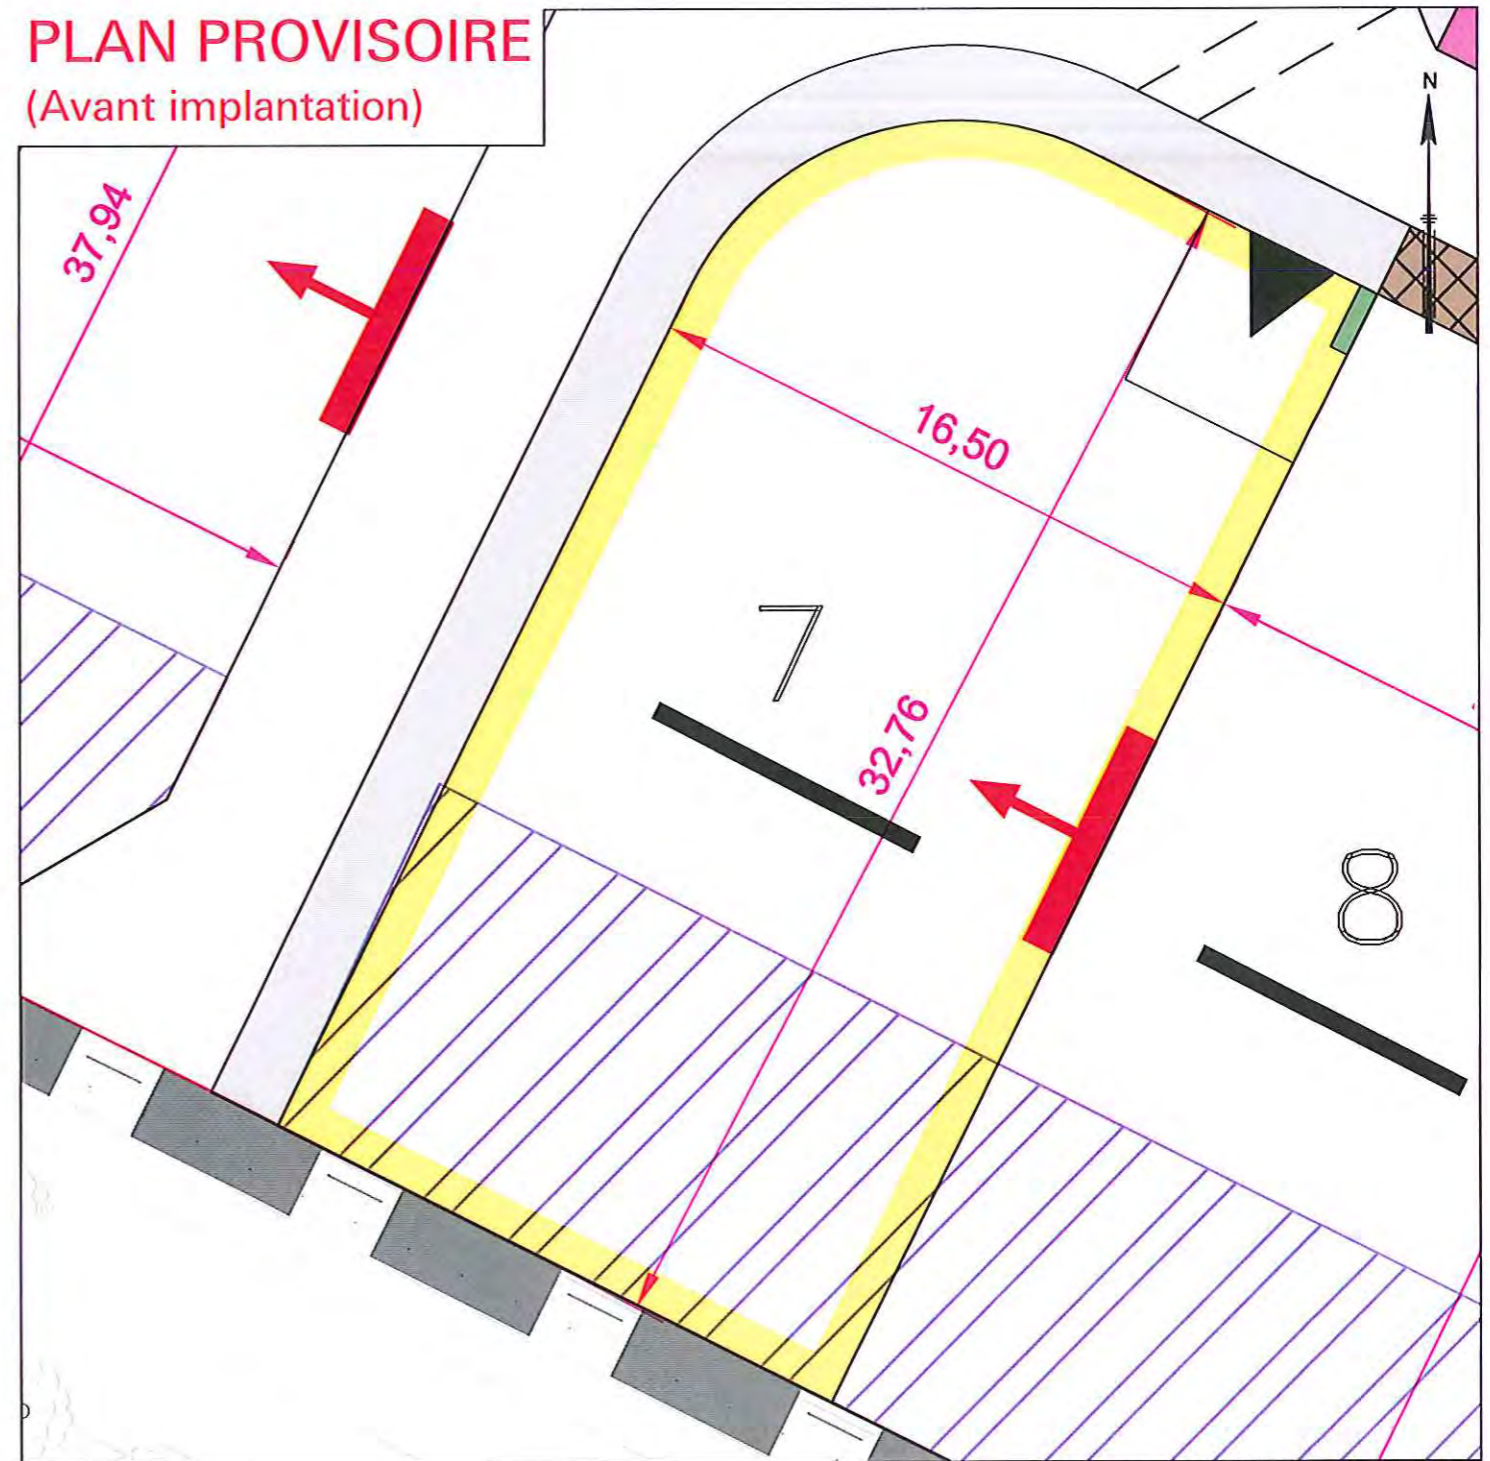 PLAN PROVISOIRE
(Avant implantation)
N
37,94
16,50
7
32,76
8